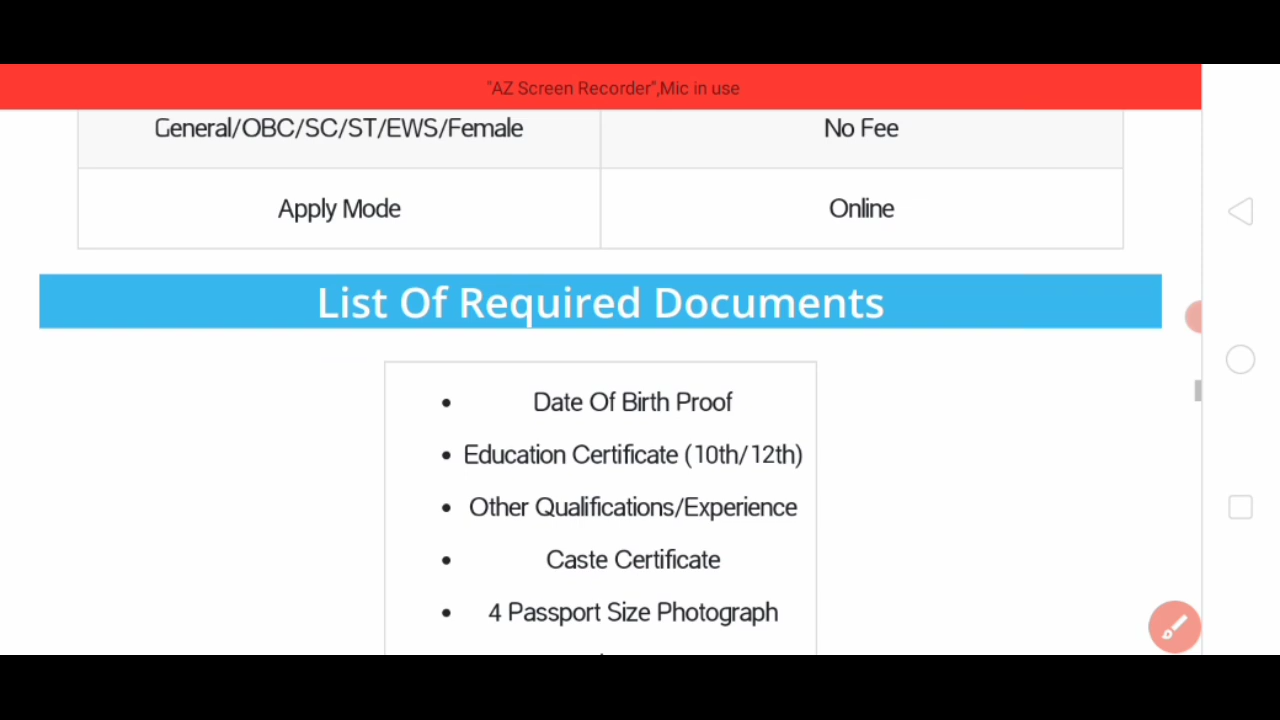 "AZ Screen Recorder",Mic in use
General/OBC/SC/ST/EWS/Female
No Fee
Apply Mode
Online
List Of Required Documents
• Date Of Birth Proof
• Education Certificate (10th/12th)
• Other Qualifications/Experience
• Caste Certificate
• 4 Passport Size Photograph